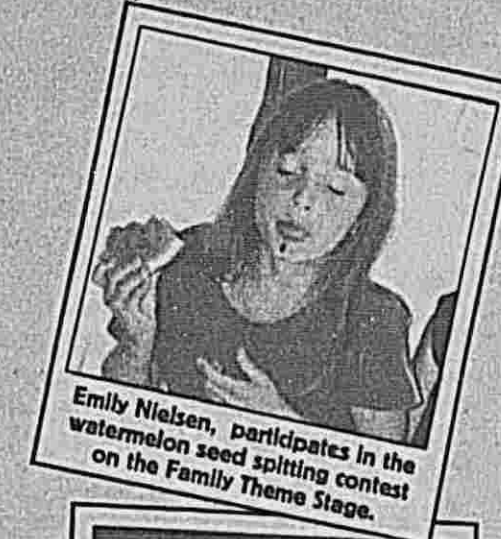 Emily Nielsen, participates in the
watermelon seed spitting contest
on the Family Theme Stage.